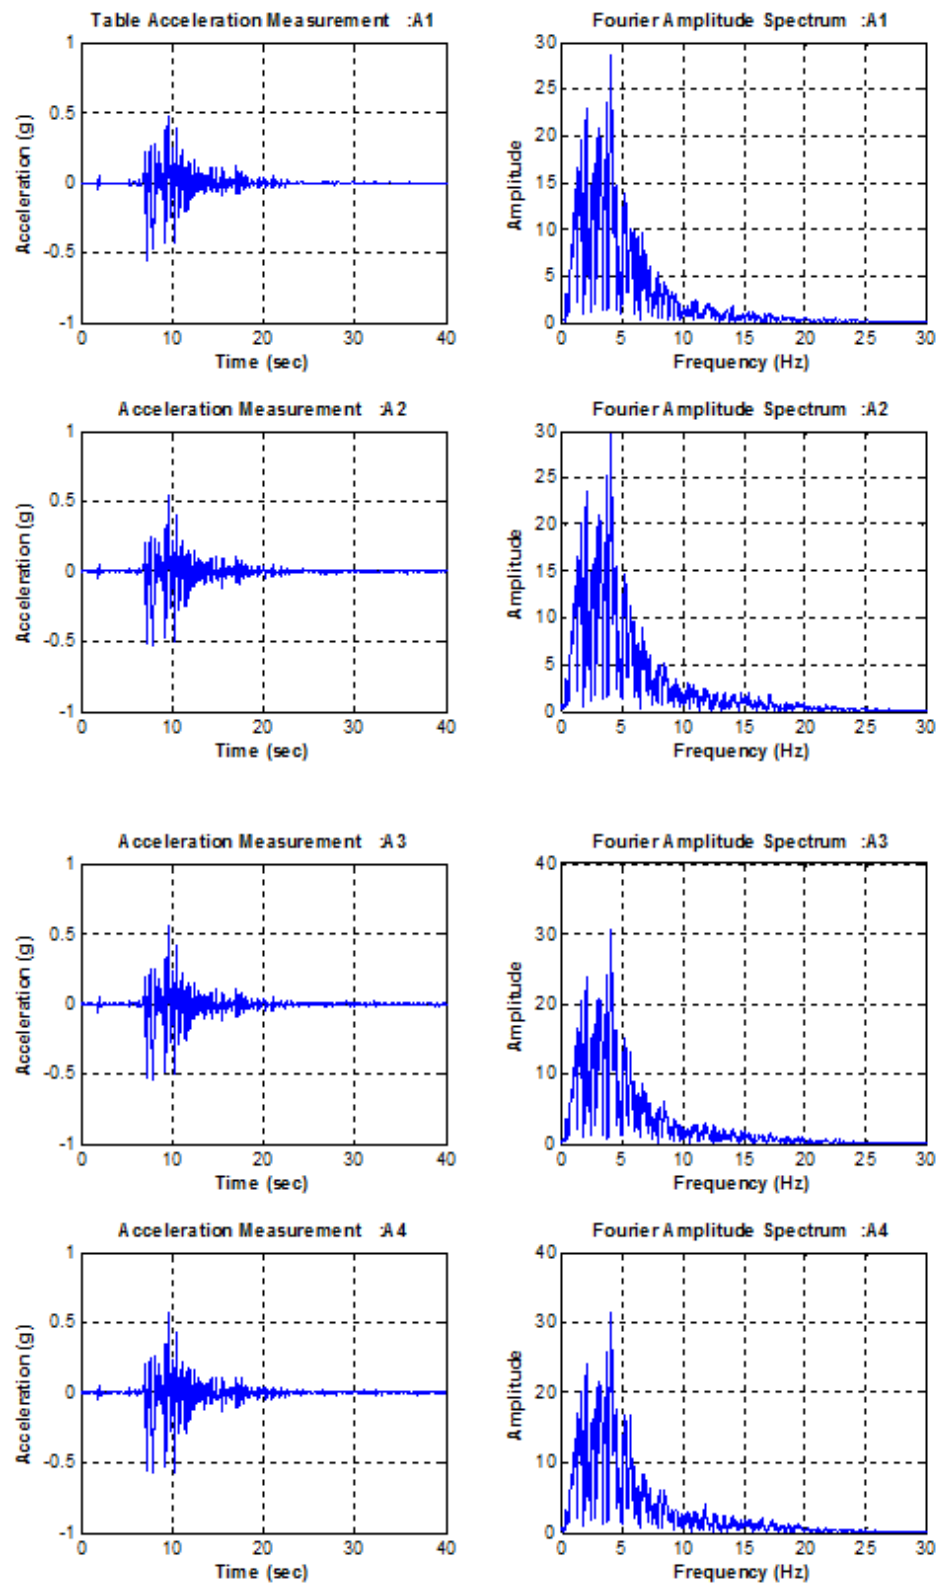 Table Acceleration Measurement :A1
Fourier Amplitude Spectrum :A1
1
0.5
0
-0.5
-1
Acceleration (g)
0 10 20 30 40
Time (sec)
30
25
20
15
10
5
0
Amplitude
0 5 10 15 20 25 30
Frequency (Hz)
Acceleration Measurement :A2
Fourier Amplitude Spectrum :A2
1
0.5
0
-0.5
-1
Acceleration (g)
0 10 20 30 40
Time (sec)
30
25
20
15
10
5
0
Amplitude
0 5 10 15 20 25 30
Frequency (Hz)
Acceleration Measurement :A3
Fourier Amplitude Spectrum :A3
1
0.5
0
-0.5
-1
Acceleration (g)
0 10 20 30 40
Time (sec)
40
30
20
10
0
Amplitude
0 5 10 15 20 25 30
Frequency (Hz)
Acceleration Measurement :A4
Fourier Amplitude Spectrum :A4
1
0.5
0
-0.5
-1
Acceleration (g)
0 10 20 30 40
Time (sec)
40
30
20
10
0
Amplitude
0 5 10 15 20 25 30
Frequency (Hz)